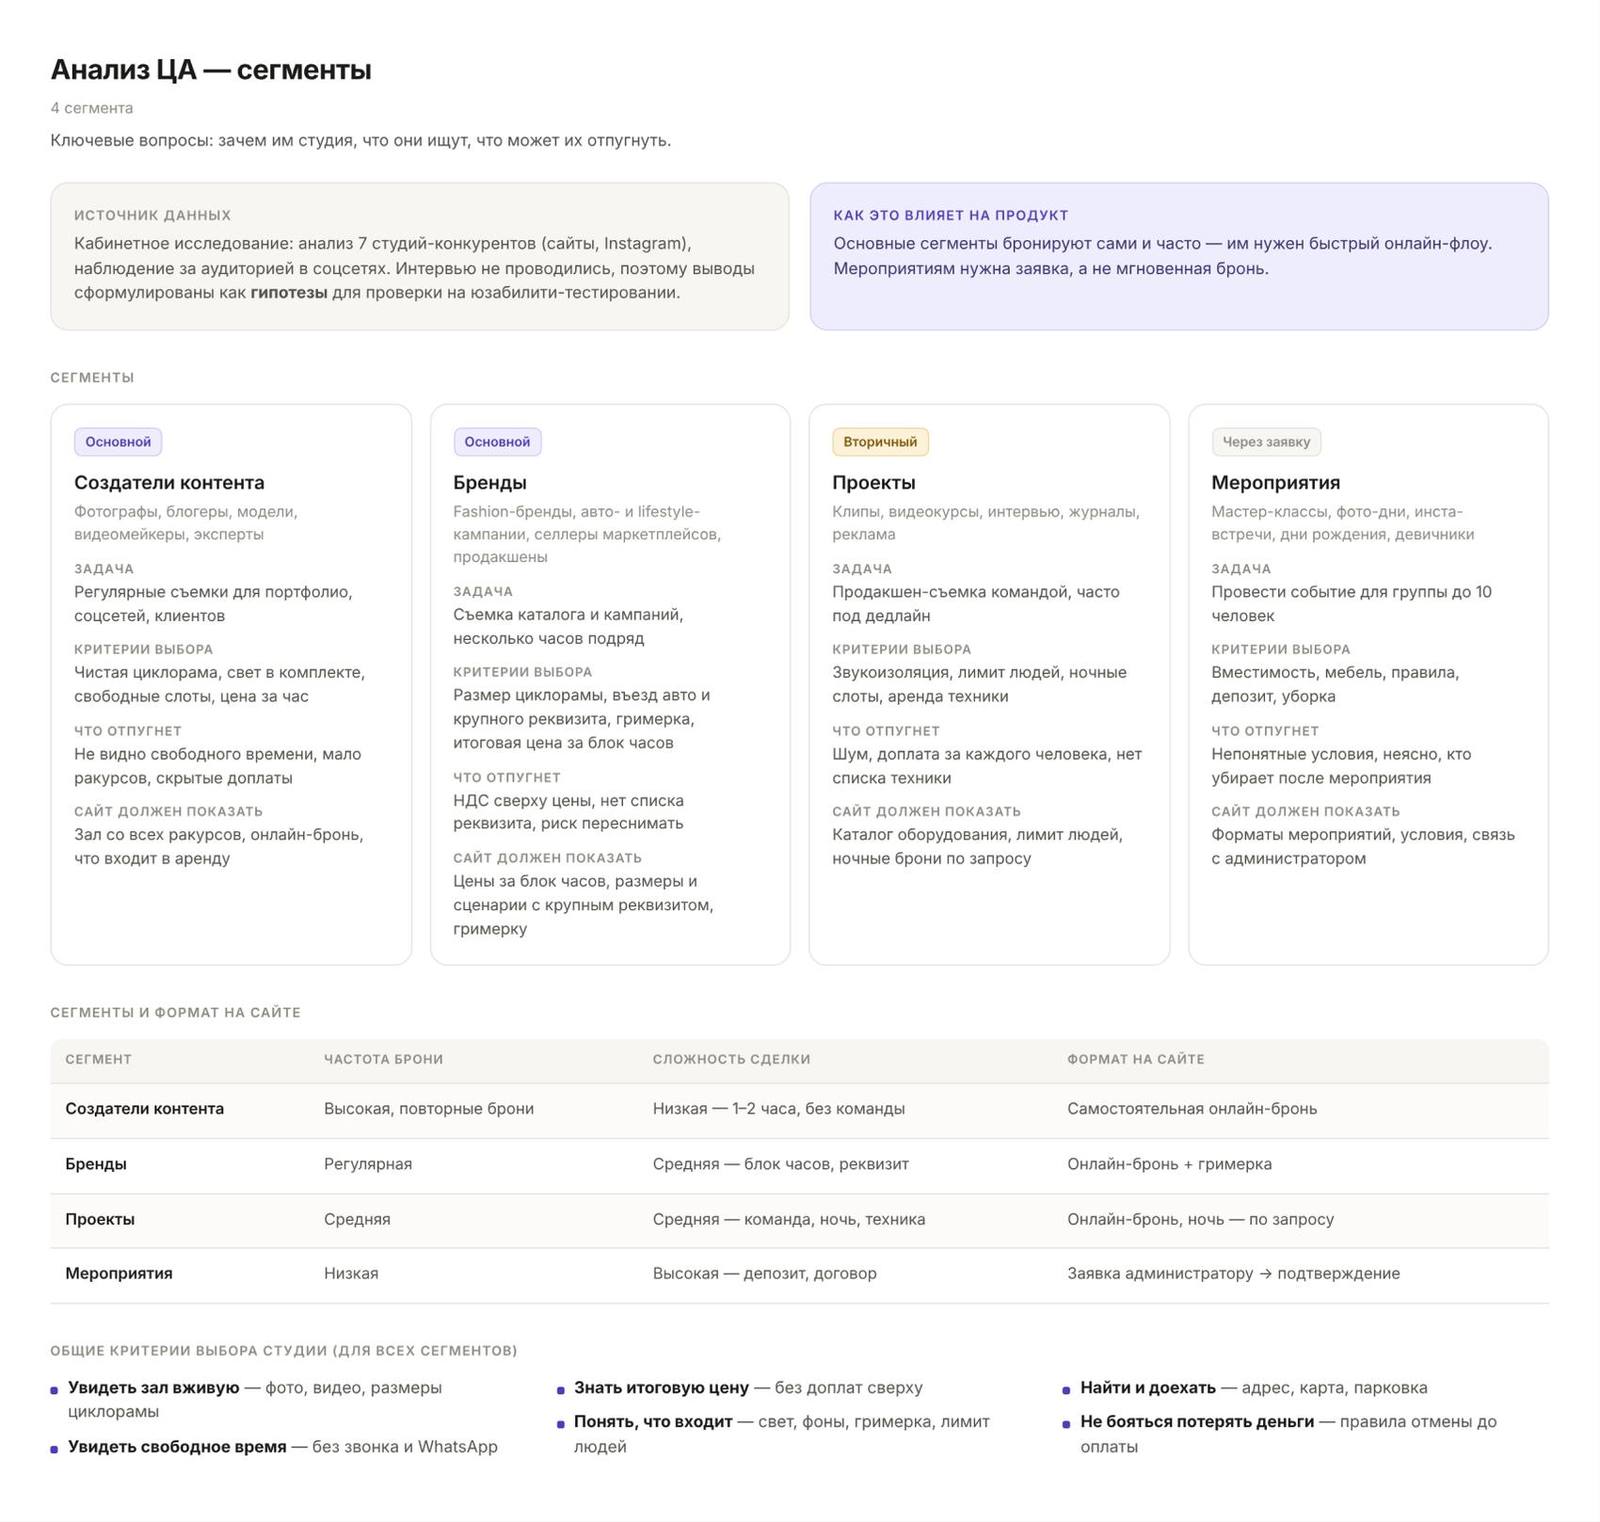 Анализ ЦА — сегменты
4 сегмента
Ключевые вопросы: зачем им студия, что они ищут, что может их отпугнуть.
ИСТОЧНИК ДАННЫХ
Кабинетное исследование: анализ 7 студий-конкурентов (сайты, Instagram),
наблюдение за аудиторией в соцсетях. Интервью не проводились, поэтому выводы
сформулированы как гипотезы для проверки на юзабилити-тестировании.
КАК ЭТО ВЛИЯЕТ НА ПРОДУКТ
Основные сегменты бронируют сами и часто — им нужен быстрый онлайн-флоу.
Мероприятиям нужна заявка, а не мгновенная бронь.
СЕГМЕНТЫ
Основной
Создатели контента
Фотографы, блогеры, модели,
видеомейкеры, эксперты
ЗАДАЧА
Регулярные съемки для портфолио,
соцсетей, клиентов
КРИТЕРИИ ВЫБОРА
Чистая циклорама, свет в комплекте,
свободные слоты, цена за час
ЧТО ОТПУГНЕТ
Не видно свободного времени, мало
ракурсов, скрытые доплаты
САЙТ ДОЛЖЕН ПОКАЗАТЬ
Зал со всех ракурсов, онлайн-бронь,
что входит в аренду
Основной
Бренды
Fashion-бренды, авто- и lifestyle-
кампании, селлеры маркетплейсов,
продакшены
ЗАДАЧА
Съемка каталога и кампаний,
несколько часов подряд
КРИТЕРИИ ВЫБОРА
Размер циклорамы, въезд авто и
крупного реквизита, гримерка,
итоговая цена за блок часов
ЧТО ОТПУГНЕТ
НДС сверху цены, нет списка
реквизита, риск переснимать
САЙТ ДОЛЖЕН ПОКАЗАТЬ
Цены за блок часов, размеры и
сценарии с крупным реквизитом,
гримерку
Вторичный
Проекты
Клипы, видеокурсы, интервью, журналы,
реклама
ЗАДАЧА
Продакшен-съемка командой, часто
под дедлайн
КРИТЕРИИ ВЫБОРА
Звукоизоляция, лимит людей, ночные
слоты, аренда техники
ЧТО ОТПУГНЕТ
Шум, доплата за каждого человека, нет
списка техники
САЙТ ДОЛЖЕН ПОКАЗАТЬ
Каталог оборудования, лимит людей,
ночные брони по запросу
Через заявку
Мероприятия
Мастер-классы, фото-дни, инста-
встречи, дни рождения, девичники
ЗАДАЧА
Провести событие для группы до 10
человек
КРИТЕРИИ ВЫБОРА
Вместимость, мебель, правила,
депозит, уборка
ЧТО ОТПУГНЕТ
Непонятные условия, неясно, кто
убирает после мероприятия
САЙТ ДОЛЖЕН ПОКАЗАТЬ
Форматы мероприятий, условия, связь
с администратором
СЕГМЕНТЫ И ФОРМАТ НА САЙТЕ
СЕГМЕНТ ЧАСТОТА БРОНИ СЛОЖНОСТЬ СДЕЛКИ ФОРМАТ НА САЙТЕ
Создатели контента Высокая, повторные брони Низкая — 1–2 часа, без команды Самостоятельная онлайн-бронь
Бренды Регулярная Средняя — блок часов, реквизит Онлайн-бронь + гримерка
Проекты Средняя Средняя — команда, ночь, техника Онлайн-бронь, ночь — по запросу
Мероприятия Низкая Высокая — депозит, договор Заявка администратору → подтверждение
ОБЩИЕ КРИТЕРИИ ВЫБОРА СТУДИИ (ДЛЯ ВСЕХ СЕГМЕНТОВ)
Увидеть зал вживую — фото, видео, размеры
циклорамы
Увидеть свободное время — без звонка и WhatsApp
Знать итоговую цену — без доплат сверху
Понять, что входит — свет, фоны, гримерка, лимит
людей
Найти и доехать — адрес, карта, парковка
Не бояться потерять деньги — правила отмены до
оплаты